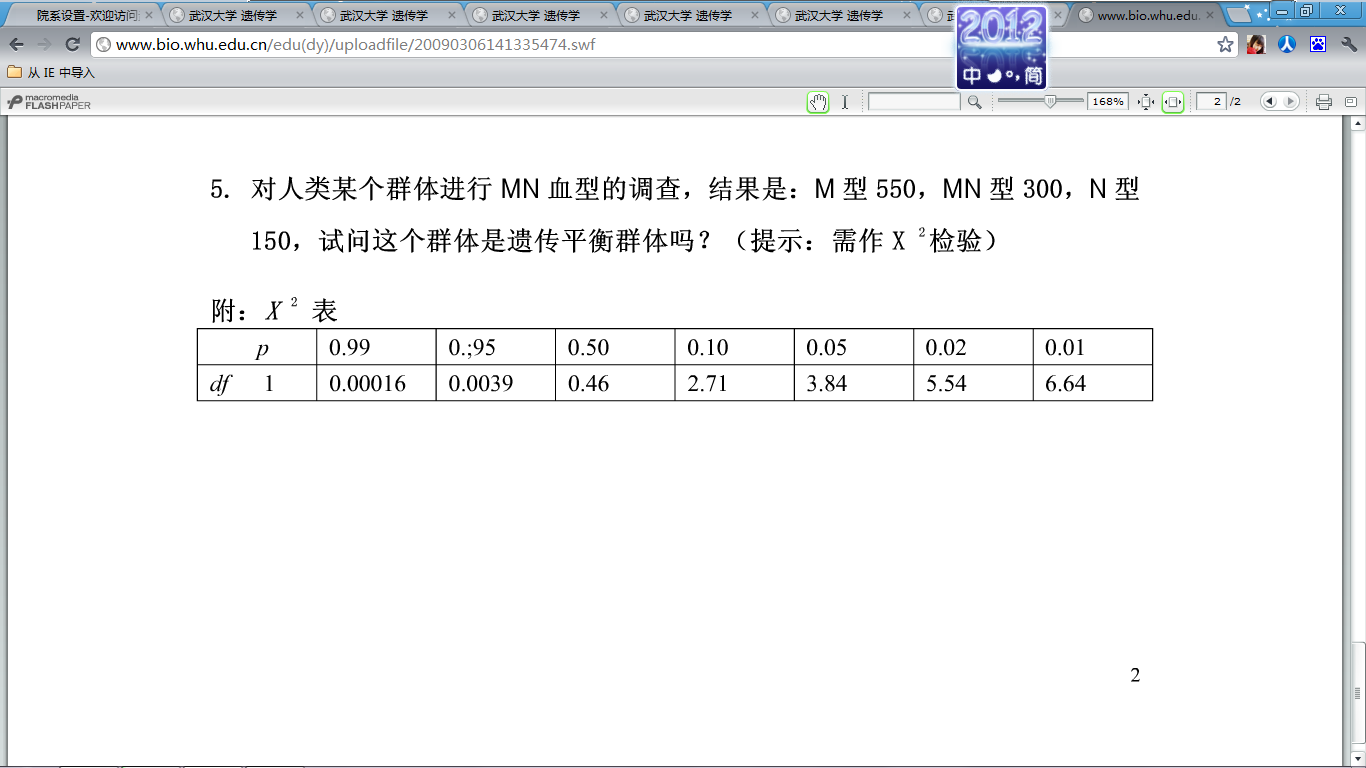 院系设置-欢迎访问 武汉大学 遗传学 武汉大学 遗传学 武汉大学 遗传学 武汉大学 遗传学 武汉大学 遗传学 www.bio.whu.edu.
www.bio.whu.edu.cn/edu(dy)/uploadfile/20090306141335474.swf
2012
中 简
从 IE 中导入
macromedia
FLASHPAPER
168% 2 /2
5. 对人类某个群体进行 MN 血型的调查，结果是：M 型 550，MN 型 300，N 型
150，试问这个群体是遗传平衡群体吗？（提示：需作 X ²检验）
附：X ² 表
p 0.99 0.;95 0.50 0.10 0.05 0.02 0.01
df 1 0.00016 0.0039 0.46 2.71 3.84 5.54 6.64
2